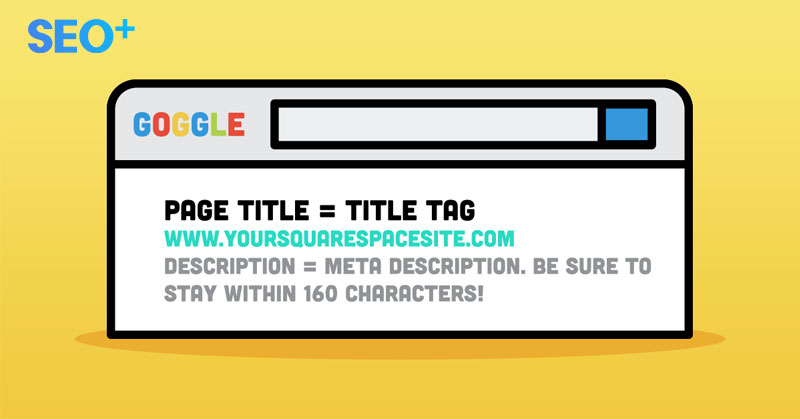 SEO+
GOGGLE
PAGE TITLE = TITLE TAG
WWW.YOURSQUARESPACESITE.COM
DESCRIPTION = META DESCRIPTION. BE SURE TO
STAY WITHIN 160 CHARACTERS!